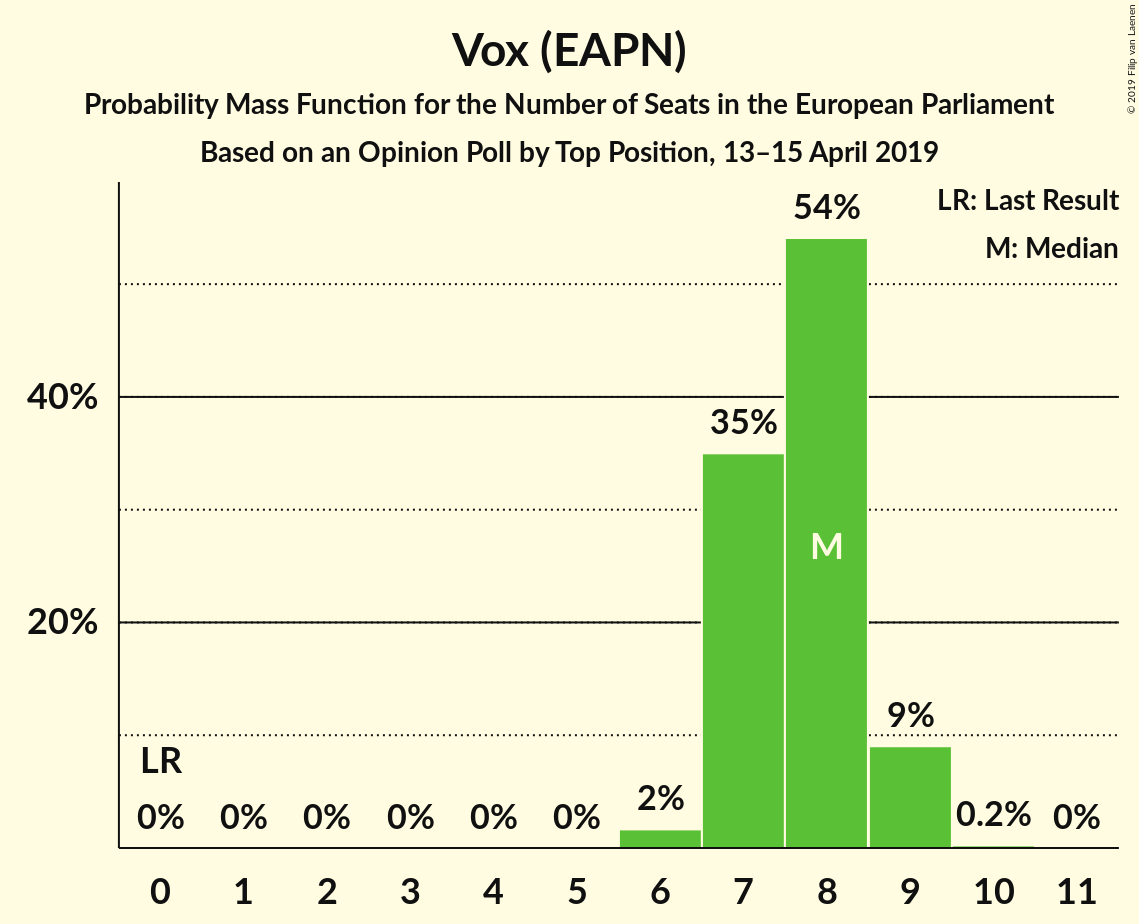 Vox (EAPN)
Probability Mass Function for the Number of Seats in the European Parliament
Based on an Opinion Poll by Top Position, 13–15 April 2019
© 2019 Filip van Laenen
LR: Last Result
M: Median
54%
40%
35%
M
20%
9%
LR
2%
0% 0% 0% 0% 0% 0% 0.2% 0%
0 1 2 3 4 5 6 7 8 9 10 11